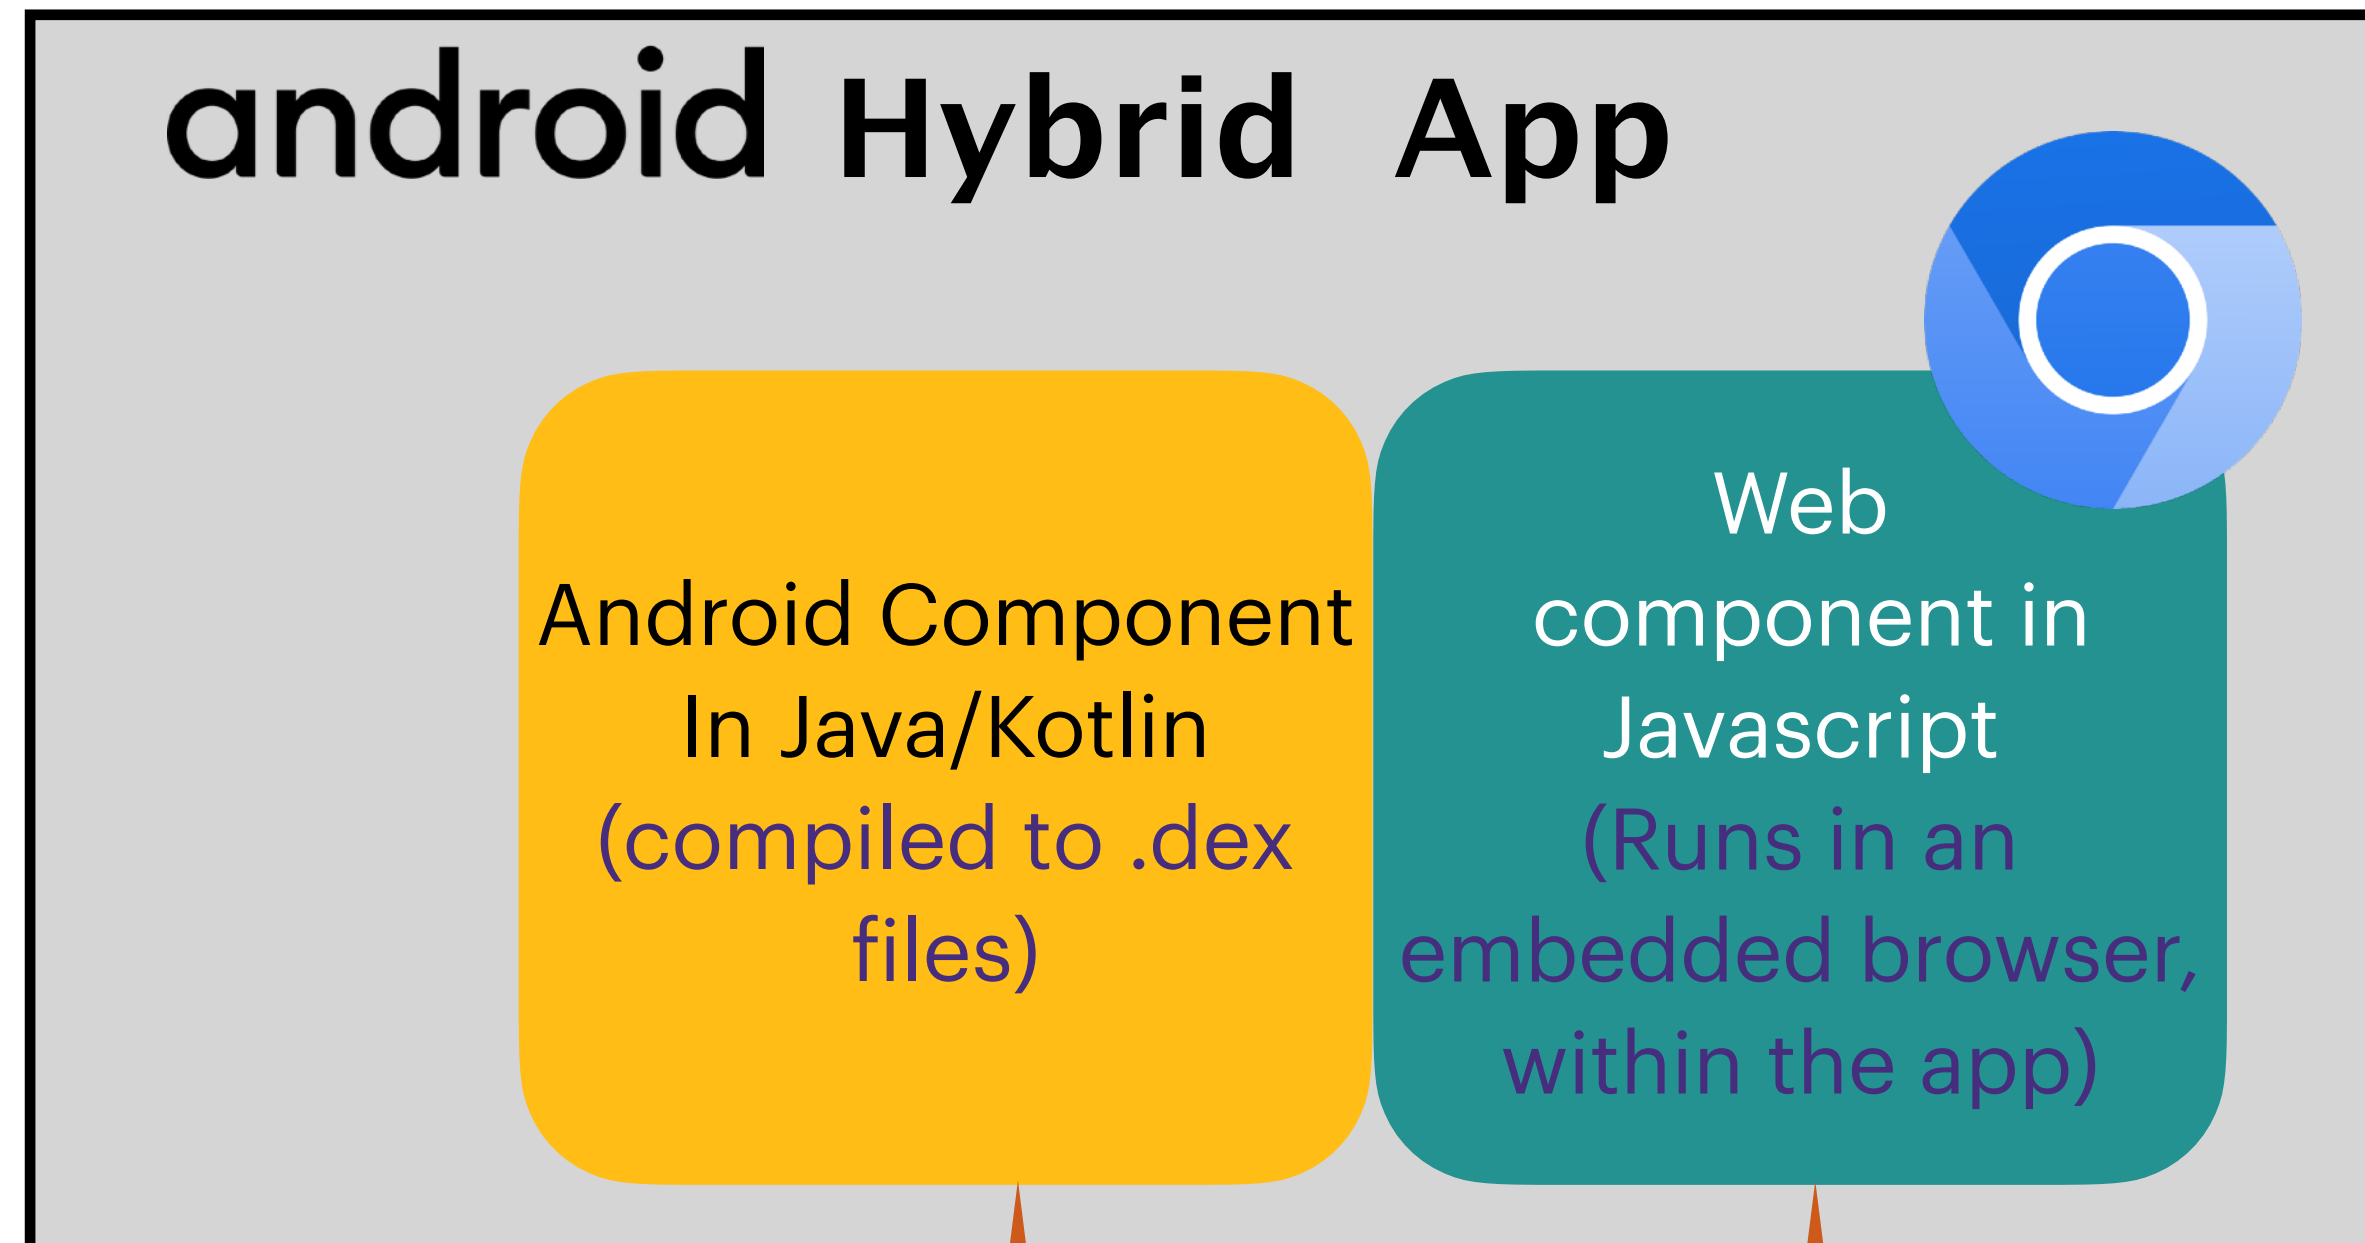 android Hybrid App
Android Component
In Java/Kotlin
(compiled to .dex
files)
Web
component in
Javascript
(Runs in an
embedded browser,
within the app)